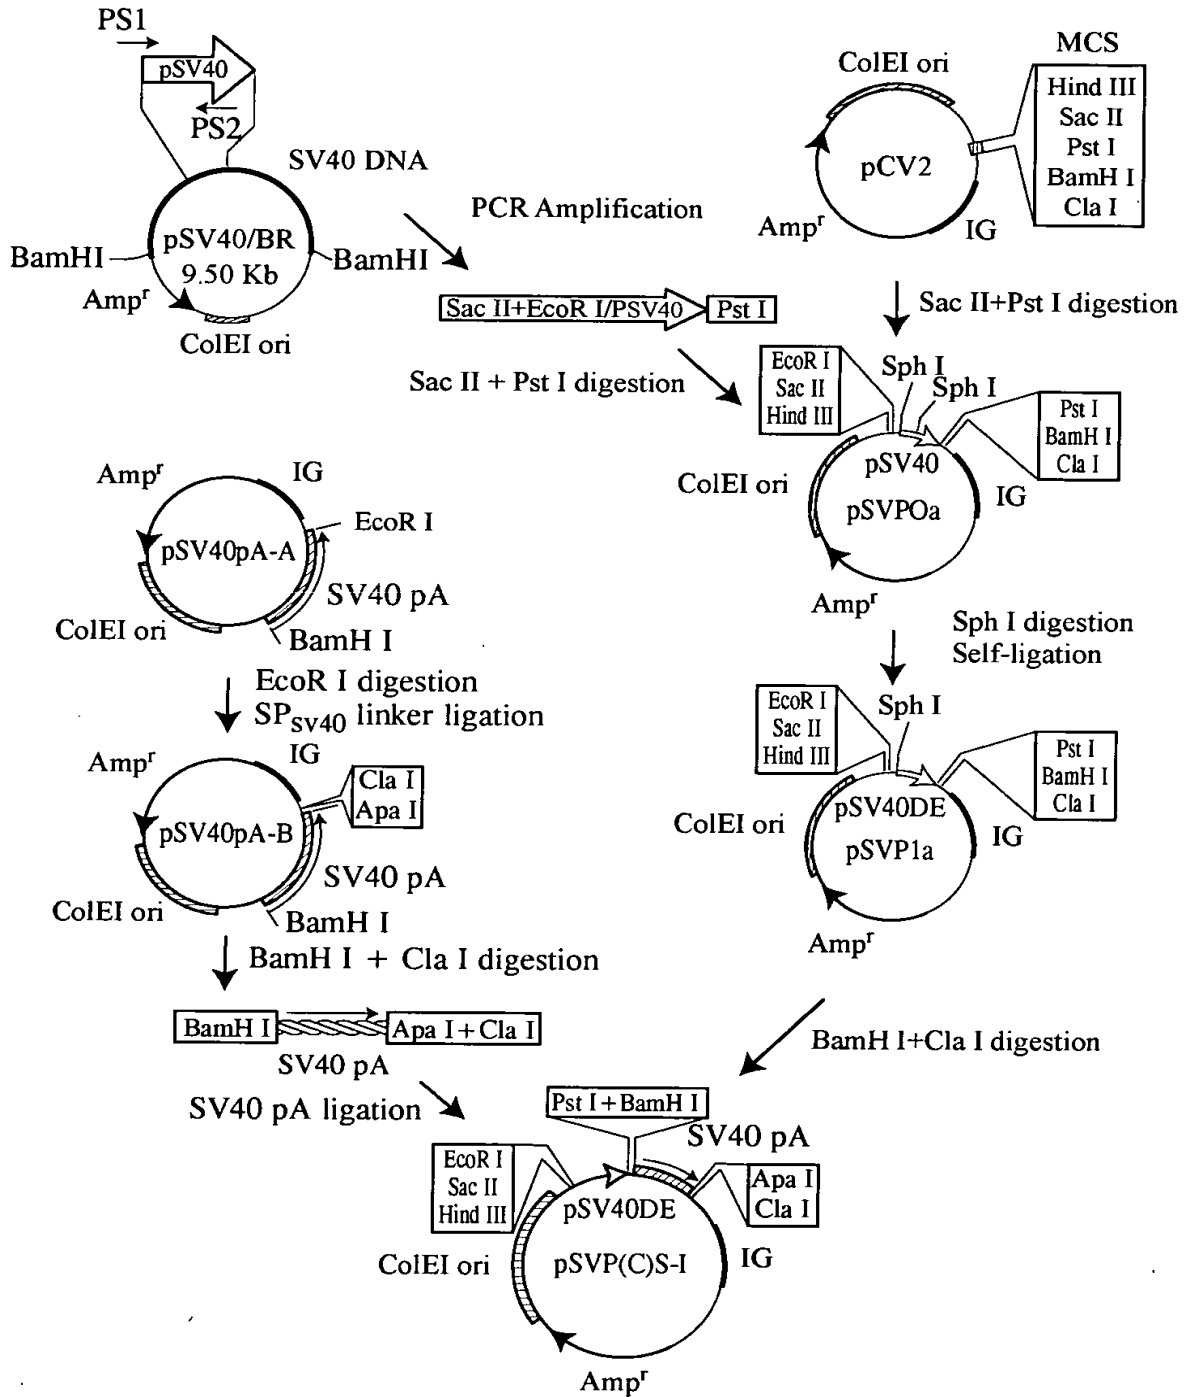 PS1
pSV40
PS2
SV40 DNA
pSV40/BR
9.50 Kb
BamHI
BamHI
Ampr
ColEI ori
PCR Amplification
ColEI ori
MCS
Hind III
Sac II
Pst I
BamH I
Cla I
pCV2
Ampr
IG
Sac II+EcoR I/PSV40
Pst I
Sac II+Pst I digestion
Sac II + Pst I digestion
EcoR I
Sac II
Hind III
Sph I
Sph I
Pst I
BamH I
Cla I
pSV40
pSVPOa
ColEI ori
IG
Ampr
Ampr
IG
EcoR I
pSV40pA-A
SV40 pA
ColEI ori
BamH I
Sph I digestion
Self-ligation
EcoR I digestion
SPSV40 linker ligation
EcoR I
Sac II
Hind III
Sph I
Pst I
BamH I
Cla I
pSV40DE
pSVP1a
ColEI ori
IG
Ampr
Ampr
IG
Cla I
Apa I
pSV40pA-B
SV40 pA
ColEI ori
BamH I
BamH I + Cla I digestion
BamH I
Apa I+Cla I
SV40 pA
SV40 pA ligation
BamH I+Cla I digestion
Pst I+BamH I
SV40 pA
EcoR I
Sac II
Hind III
Apa I
Cla I
pSV40DE
pSVP(C)S-I
ColEI ori
IG
Ampr